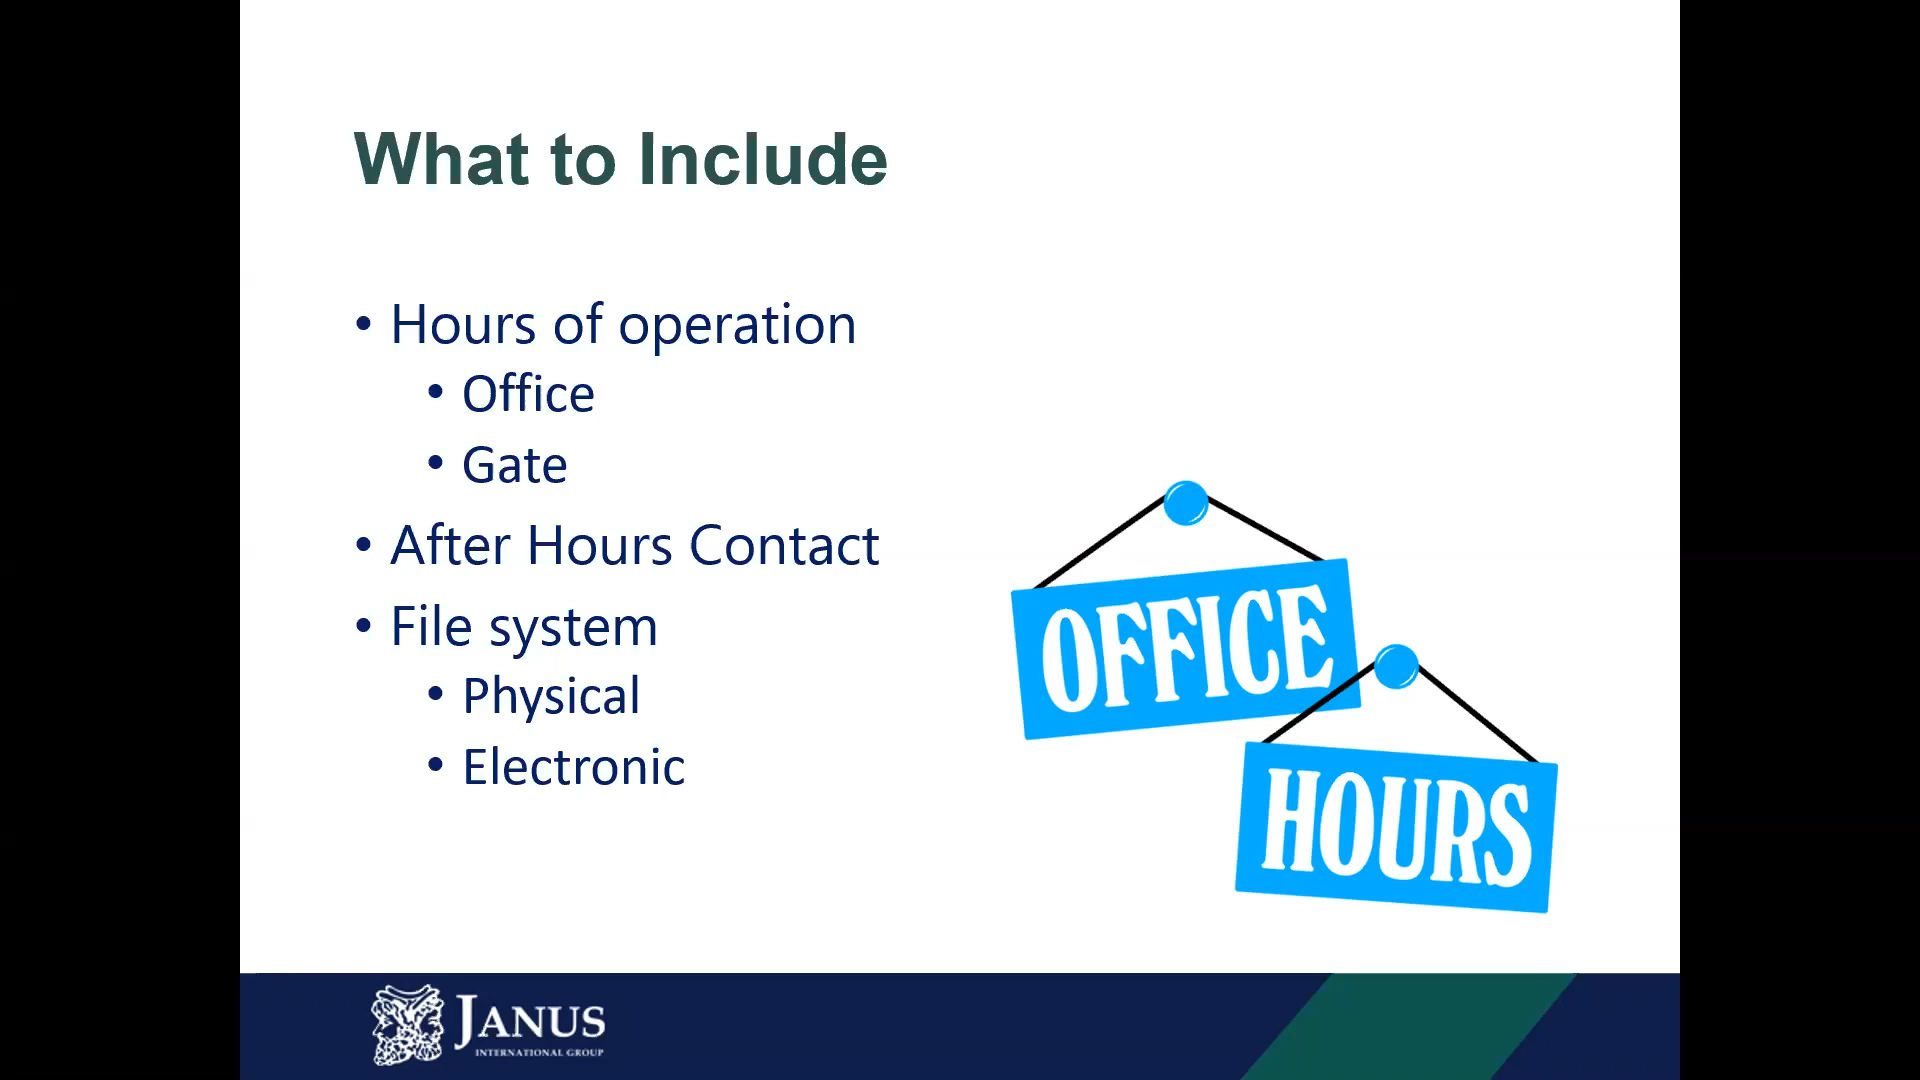 What to Include
• Hours of operation
• Office
• Gate
• After Hours Contact
• File system
• Physical
• Electronic
OFFICE
HOURS
JANUS
INTERNATIONAL GROUP